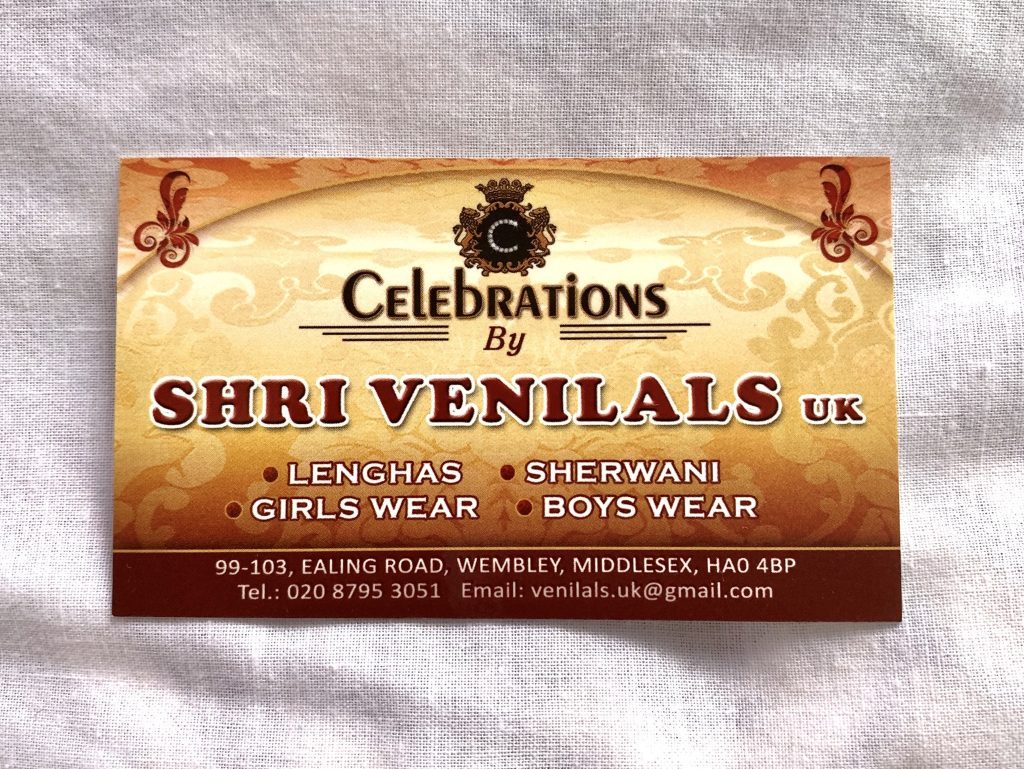 C
CELEBRATIONS
By
SHRI VENILALS UK
• LENGHAS • SHERWANI
• GIRLS WEAR • BOYS WEAR
99-103, EALING ROAD, WEMBLEY, MIDDLESEX, HA0 4BP
Tel.: 020 8795 3051 Email: venilals.uk@gmail.com